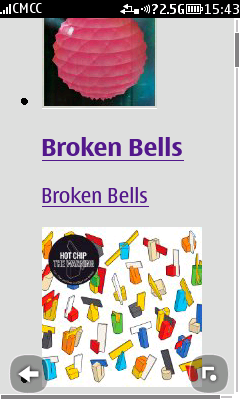 CMCC ?2.5G 15:43
Broken Bells
Broken Bells
HOT CHIP
THE WARNING